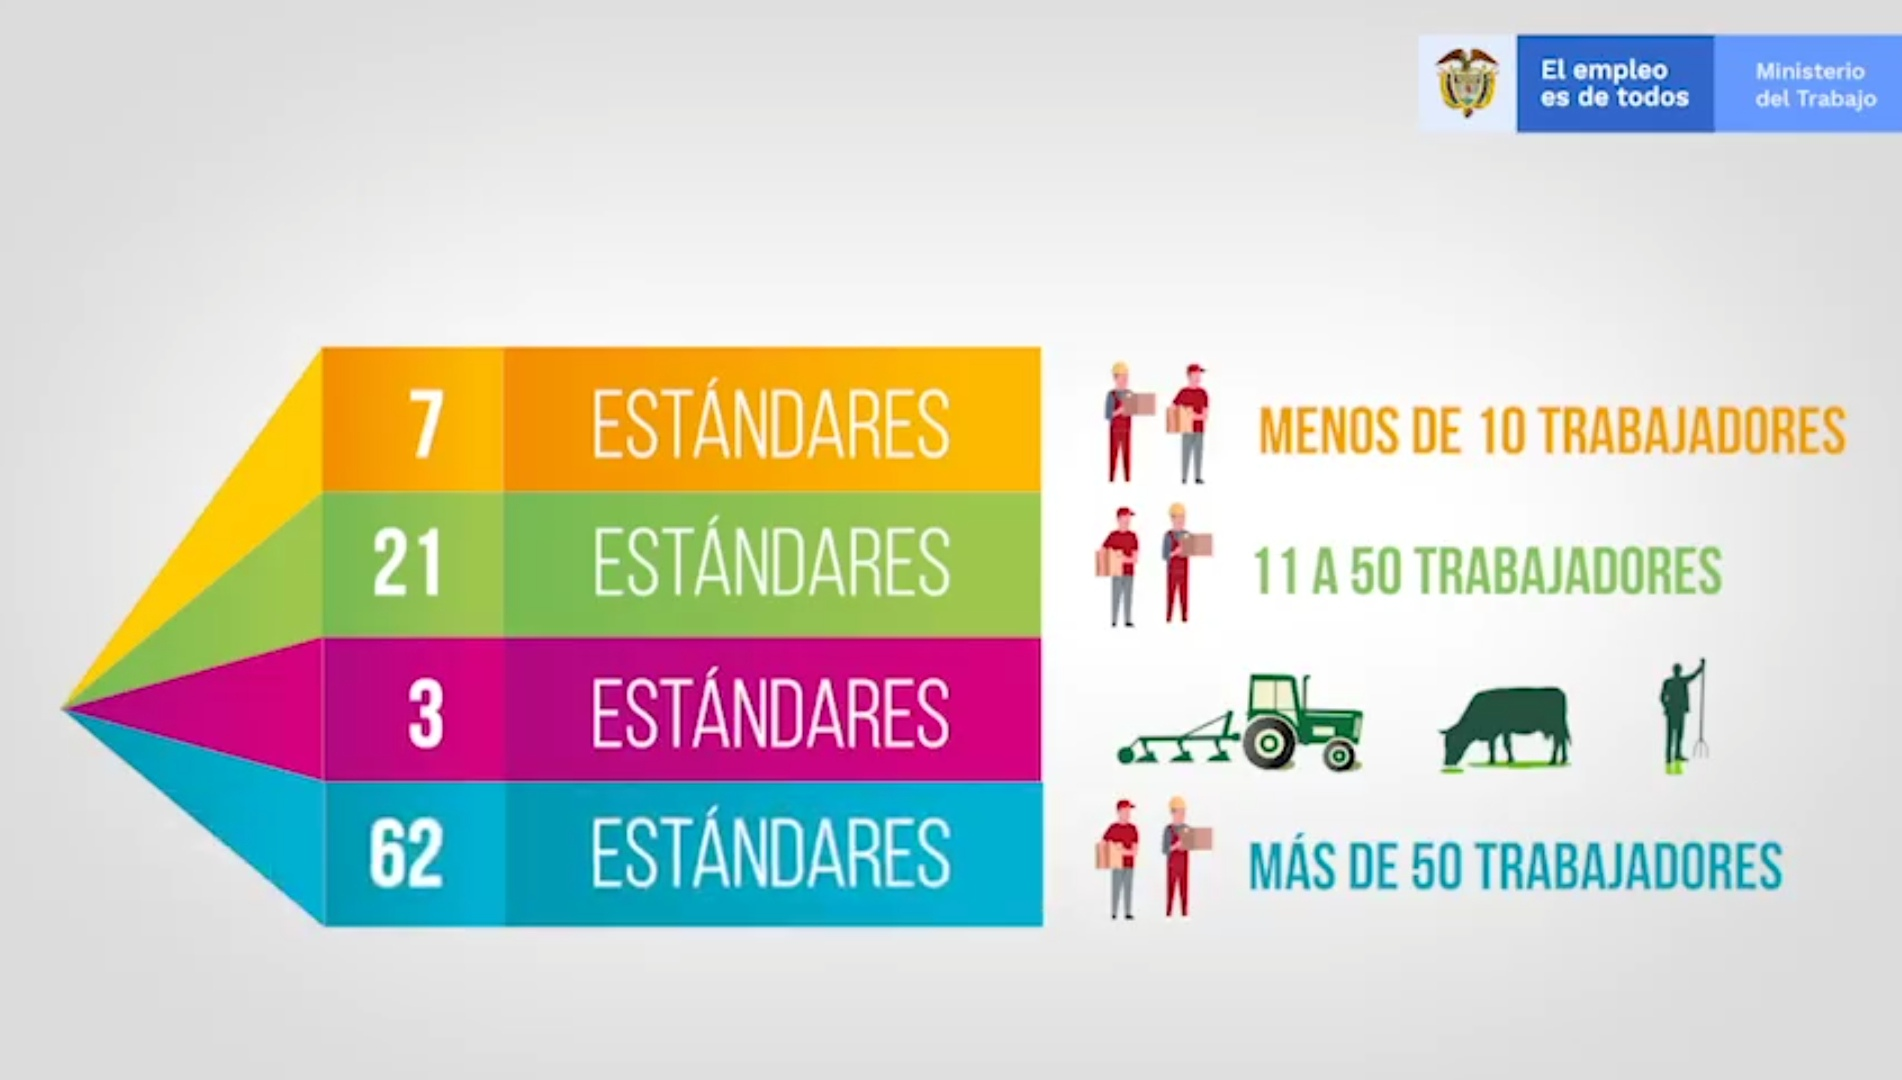 El empleo
es de todos
Ministerio
del Trabajo
7 ESTÁNDARES MENOS DE 10 TRABAJADORES
21 ESTÁNDARES 11 A 50 TRABAJADORES
3 ESTÁNDARES
62 ESTÁNDARES MÁS DE 50 TRABAJADORES